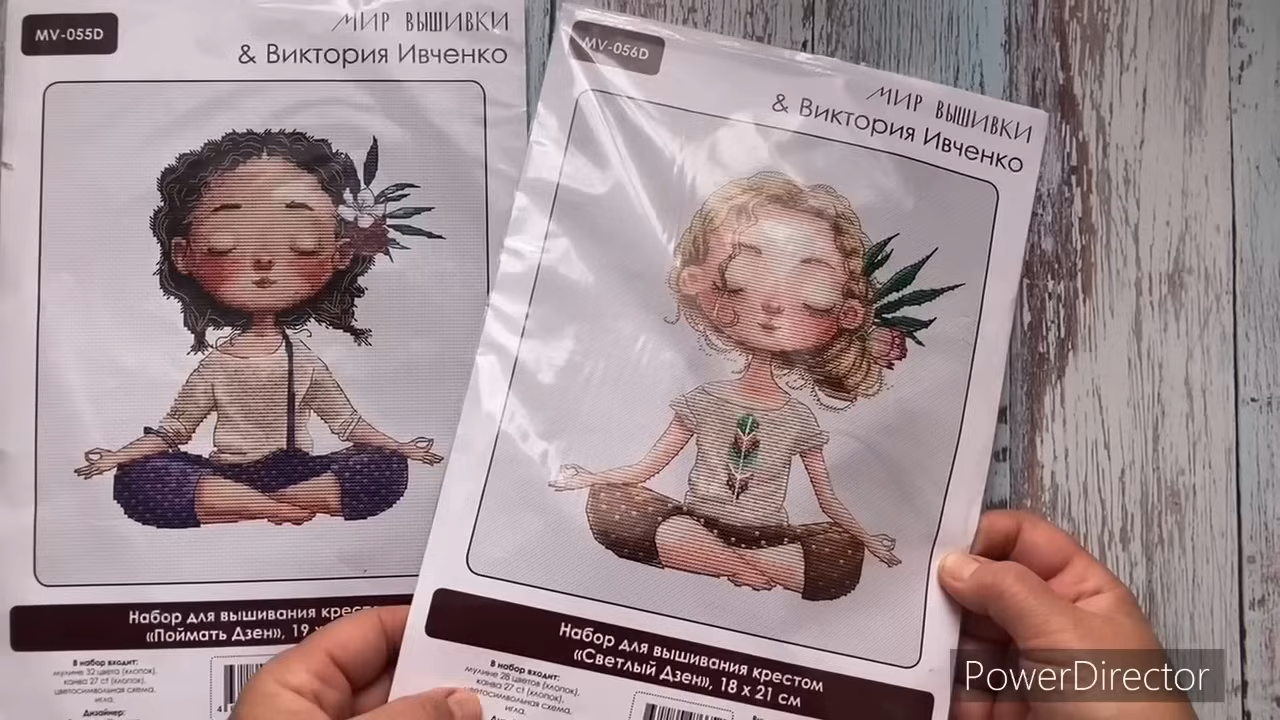 MV-055D
МИР ВЫШИВКИ
& Виктория Ивченко
Набор для вышивания
«Поймать Дзен», 19
В набор входит:
мулине 32 цвета (хлопок),
канва 27 ct (хлопок),
цветосимвольная схема,
игла.
Дизайнер:
MV-056D
МИР ВЫШИВКИ
& Виктория Ивченко
Набор для вышивания крестом
«Светлый Дзен», 18 х 21 см
В набор входит:
мулине 28 цветов (хлопок),
канва 27 ct (хлопок),
цветосимвольная схема,
игла.
PowerDirector